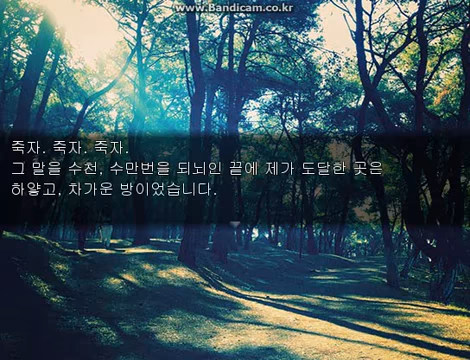 www.Bandicam.co.kr
죽자. 죽자. 죽자.
그 말을 수천, 수만번을 되뇌인 끝에 제가 도달한 곳은
하얗고, 차가운 방이었습니다.